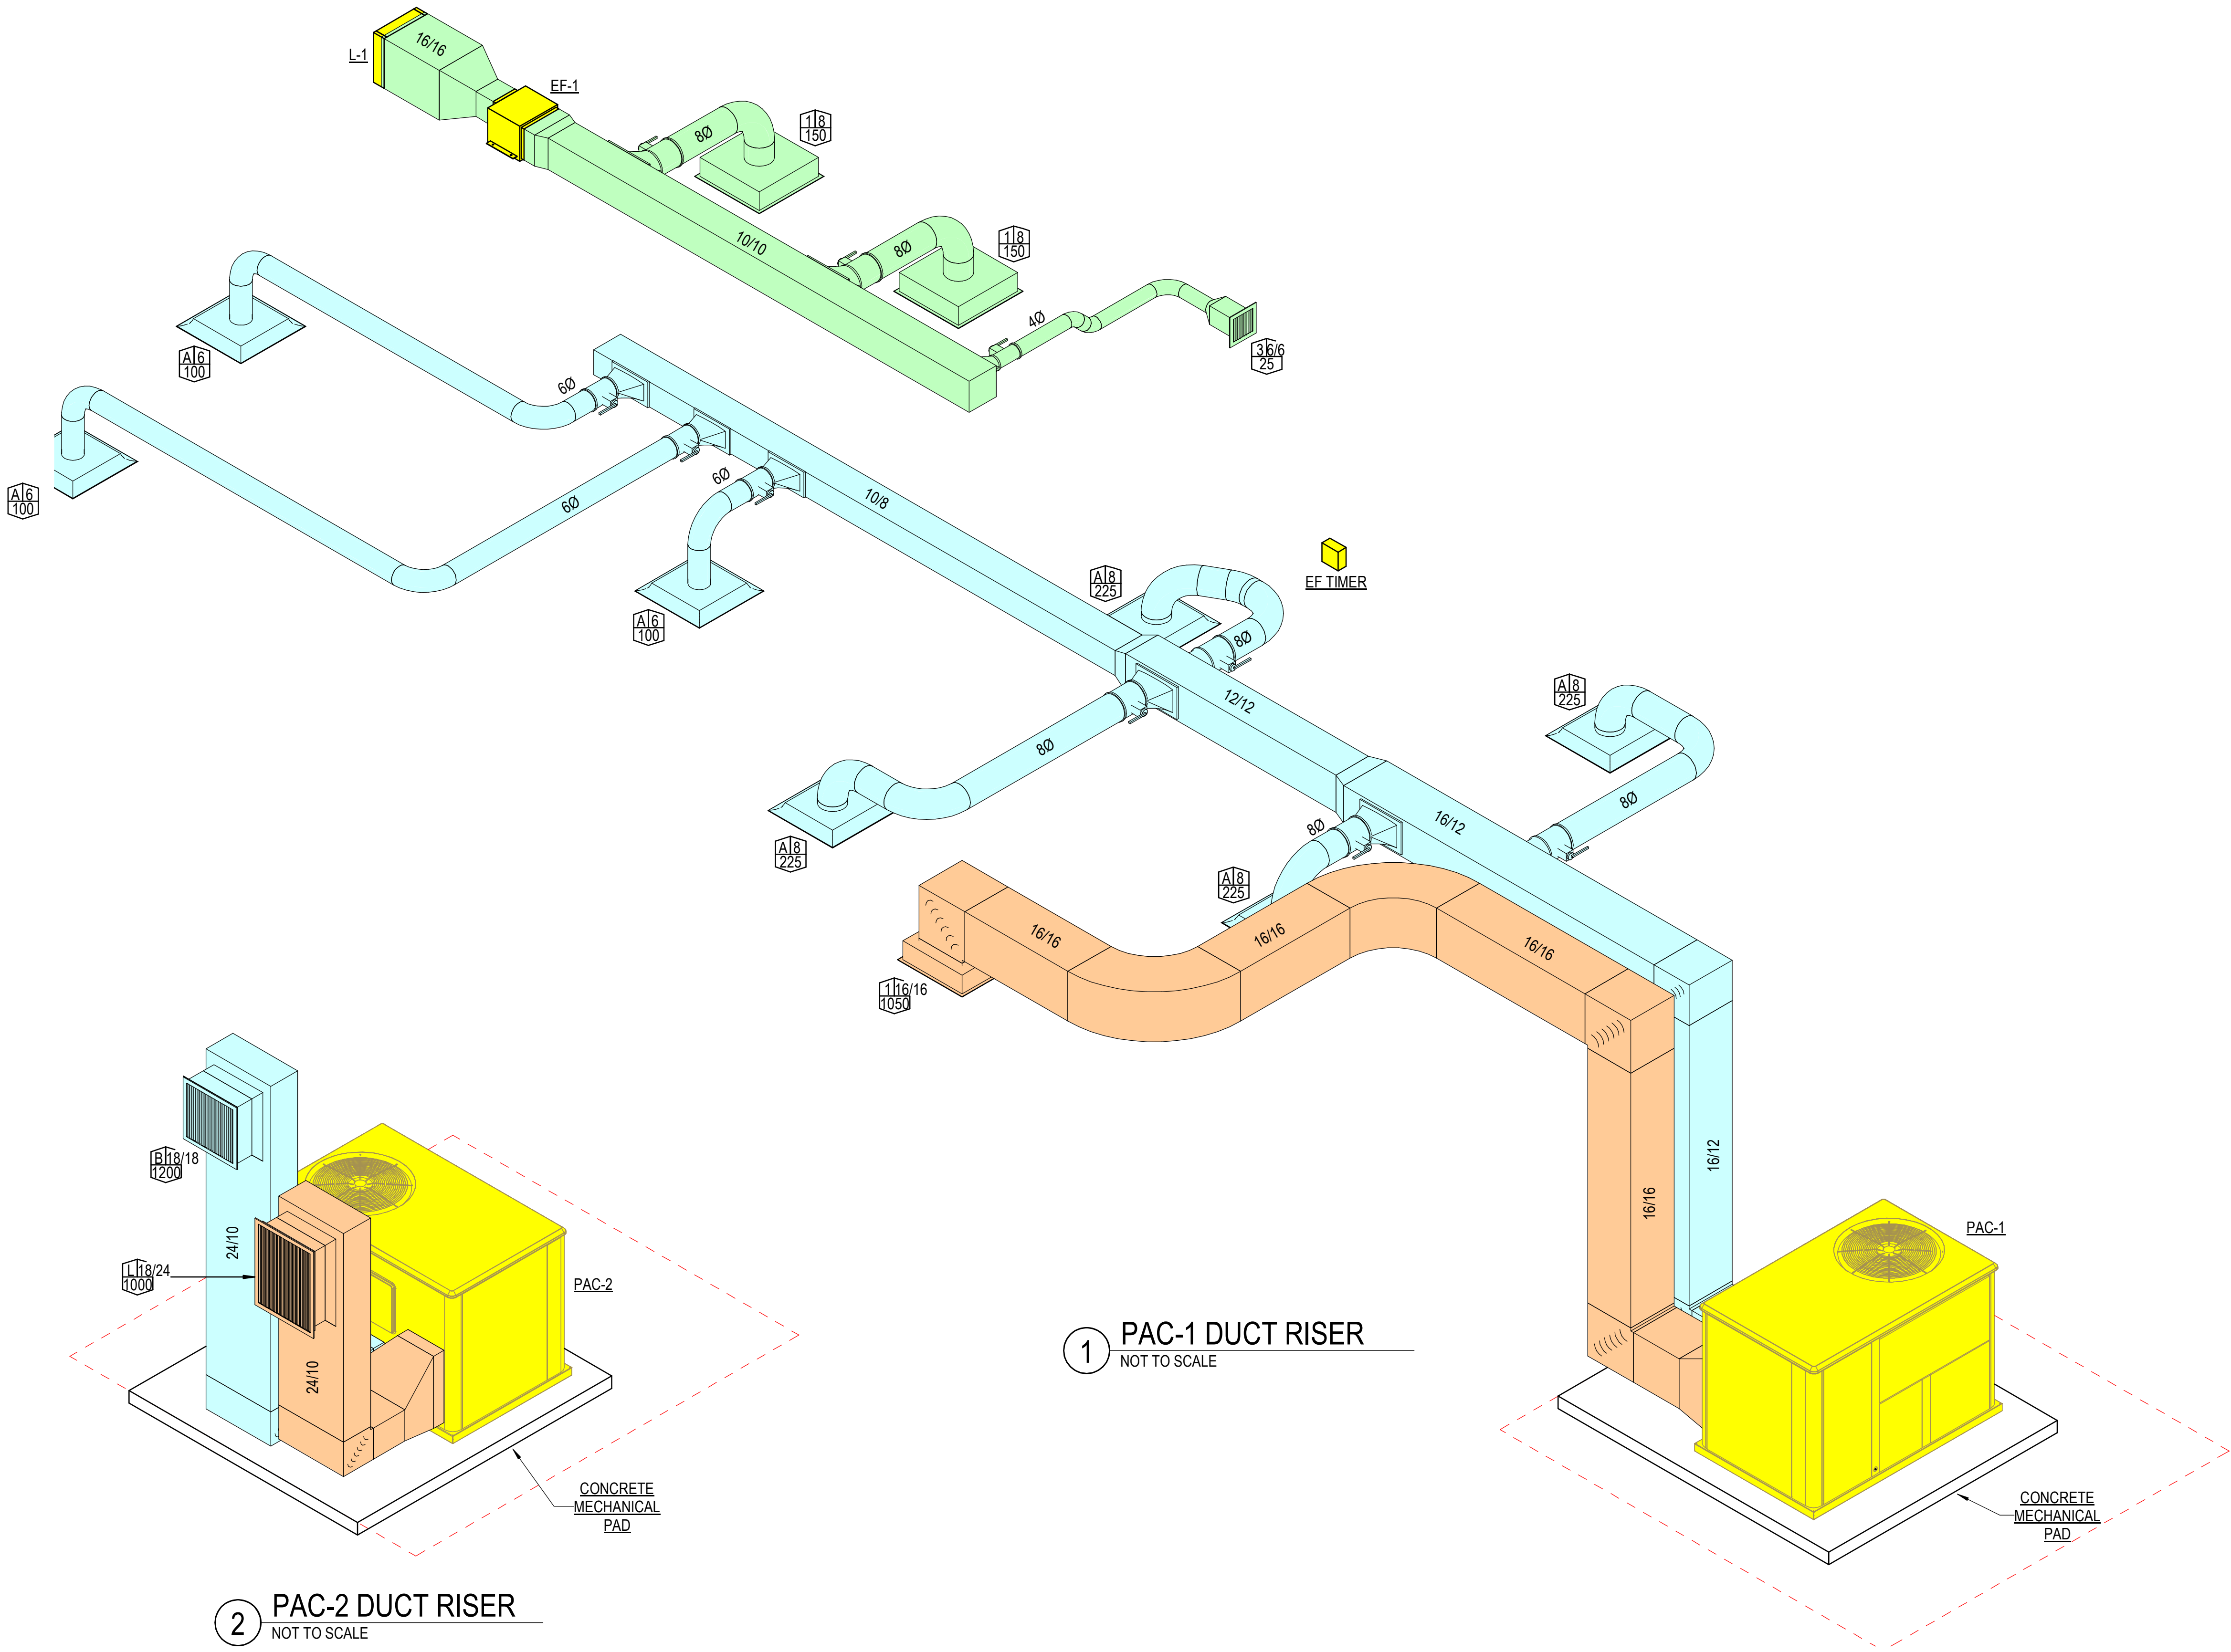 16/16
L-1
EF-1
8Ø
1 8
150
10/10
8Ø
1 8
150
4Ø
3 6/6
25
A 6
100
6Ø
A 6
100
6Ø
6Ø
A 6
100
10/8
EF TIMER
A 8
225
8Ø
12/12
8Ø
A 8
225
A 8
225
8Ø
16/12
8Ø
A 8
225
16/16
16/16
16/16
1 16/16
1050
16/12
16/16
PAC-1
B 18/18
1200
24/10
L 18/24
1000
24/10
PAC-2
1
PAC-1 DUCT RISER
NOT TO SCALE
CONCRETE
MECHANICAL
PAD
CONCRETE
MECHANICAL
PAD
2
PAC-2 DUCT RISER
NOT TO SCALE